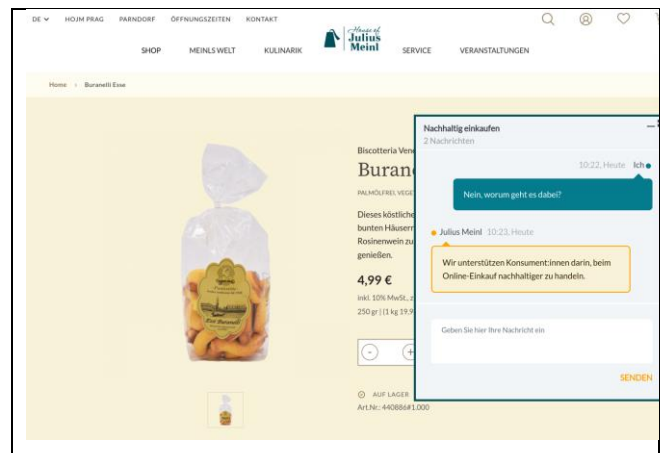 DE HOJM PRAG PARNDORF ÖFFNUNGSZEITEN KONTAKT
House of
Julius
Meinl
SHOP MEINLS WELT KULINARIK SERVICE VERANSTALTUNGEN
Home › Buranelli Esse
Biscotteria Vene
Buran
PALMÖLFREI, VEGE
Dieses köstliche
bunten Häusern
Rosinenwein zu
genießen.
4,99 €
inkl. 10% MwSt., z
250 gr | (1 kg 19,9
- +
AUF LAGER
Art.Nr.: 440886#1.000
Nachhaltig einkaufen
2 Nachrichten
10:22, Heute Ich
Nein, worum geht es dabei?
Julius Meinl 10:23, Heute
Wir unterstützen Konsument:innen darin, beim
Online-Einkauf nachhaltiger zu handeln.
Geben Sie hier Ihre Nachricht ein
SENDEN